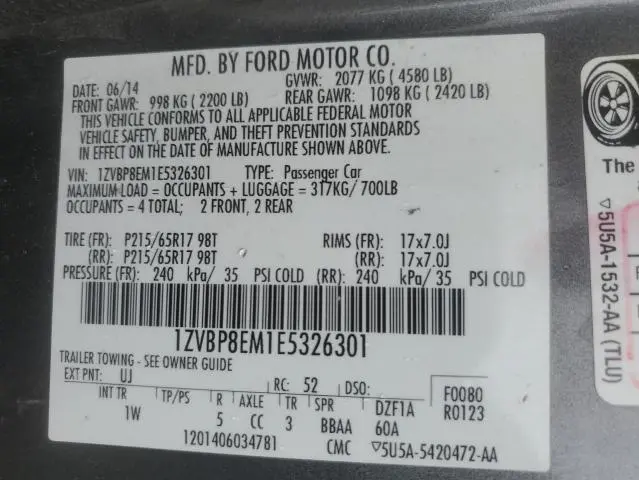 MFD. BY FORD MOTOR CO.
DATE: 06/14 GVWR: 2077 KG ( 4580 LB)
FRONT GAWR: 998 KG ( 2200 LB) REAR GAWR: 1098 KG ( 2420 LB)
THIS VEHICLE CONFORMS TO ALL APPLICABLE FEDERAL MOTOR
VEHICLE SAFETY, BUMPER, AND THEFT PREVENTION STANDARDS
IN EFFECT ON THE DATE OF MANUFACTURE SHOWN ABOVE.
VIN: 1ZVBP8EM1E5326301 TYPE: Passenger Car
MAXIMUM LOAD = OCCUPANTS + LUGGAGE = 317KG/ 700LB
OCCUPANTS = 4 TOTAL; 2 FRONT, 2 REAR
TIRE (FR): P215/65R17 98T RIMS (FR): 17x7.0J
(RR): P215/65R17 98T (RR): 17x7.0J
PRESSURE (FR): 240 kPa/ 35 PSI COLD (RR): 240 kPa/ 35 PSI COLD
1ZVBP8EM1E5326301
TRAILER TOWING - SEE OWNER GUIDE
EXT PNT: UJ RC: 52 DSO: F0080
INT TR TP/PS R AXLE TR SPR DZF1A R0123
1W 5 CC 3 BBAA 60A
1201406034781 CMC ▽5U5A-5420472-AA
The
▽5U5A-1532-AA (TLU)